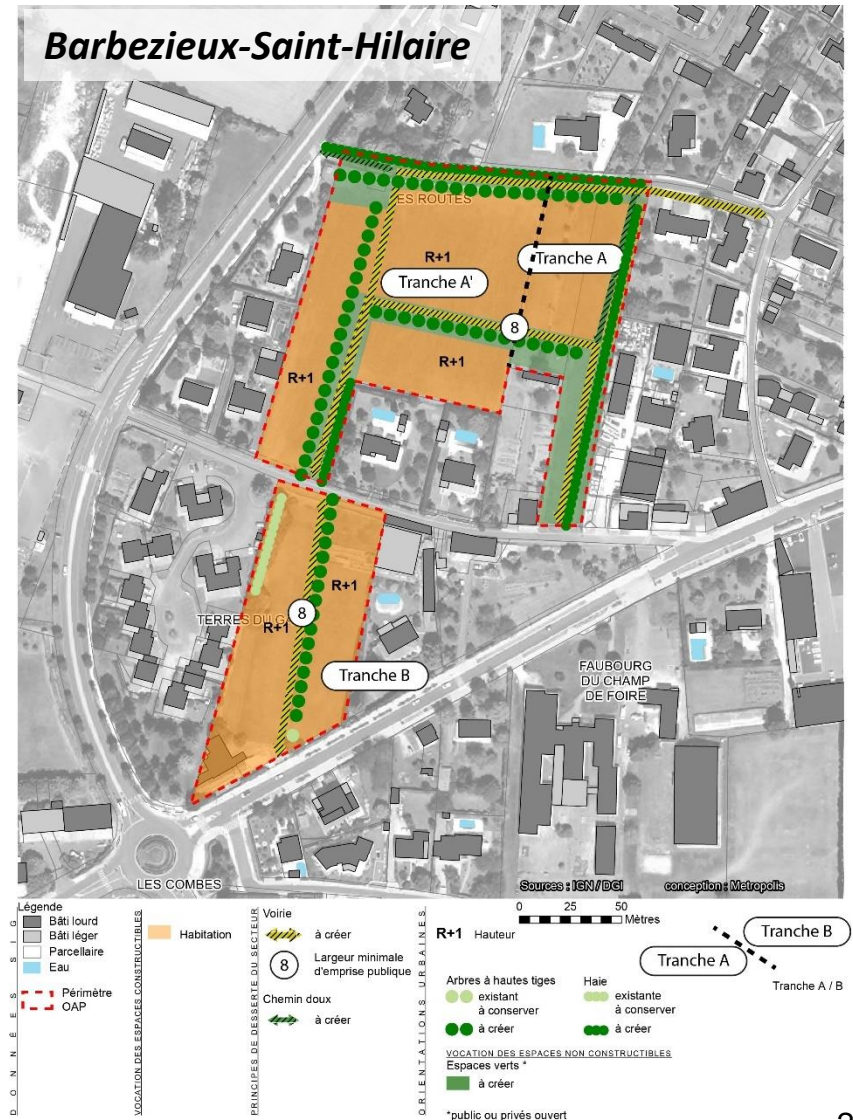 Barbezieux-Saint-Hilaire
ES ROUTES
R+1
Tranche A
Tranche A'
8
R+1
R+1
8
R+1
TERRES DU G
R+1
Tranche B
FAUBOURG
DU CHAMP
DE FOIRE
LES COMBES
Sources : IGN / DGI
conception : Metropolis
DONNÉES SIG
Légende
Bâti lourd
Bâti léger
Parcellaire
Eau
Périmètre
OAP
VOCATION DES ESPACES CONSTRUCTIBLES
Habitation
PRINCIPES DE DESSERTE DU SECTEUR
Voirie
à créer
8
Largeur minimale
d'emprise publique
Chemin doux
à créer
ORIENTATIONS URBAINES
0 25 50
Mètres
R+1 Hauteur
Tranche B
Tranche A
Tranche A / B
Arbres à hautes tiges
existant
à conserver
à créer
Haie
existante
à conserver
à créer
VOCATION DES ESPACES NON CONSTRUCTIBLES
Espaces verts *
à créer
*public ou privés ouvert